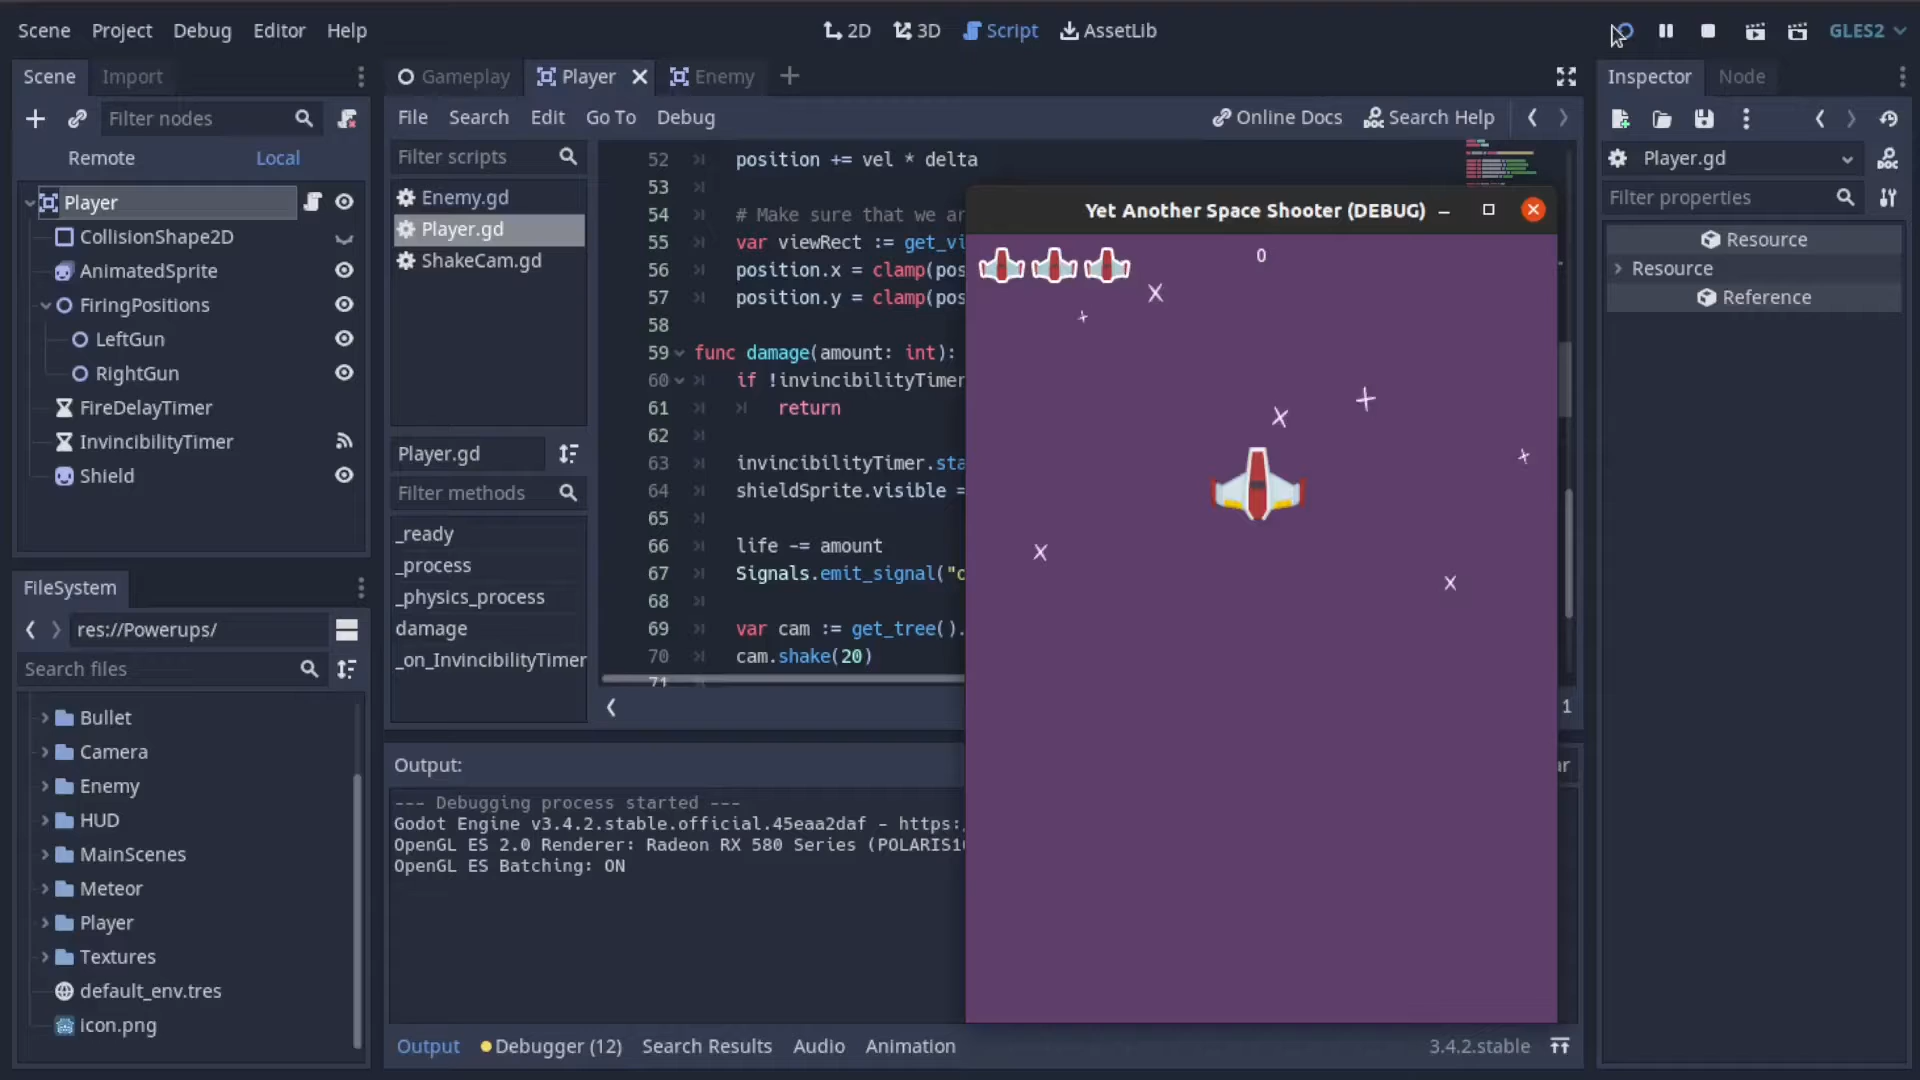 Scene Project Debug Editor Help
2D 3D Script AssetLib
GLES2
Scene Import
Filter nodes
Remote Local
Player
CollisionShape2D
AnimatedSprite
FiringPositions
LeftGun
RightGun
FireDelayTimer
InvincibilityTimer
Shield
FileSystem
res://Powerups/
Search files
Bullet
Camera
Enemy
HUD
MainScenes
Meteor
Player
Textures
default_env.tres
icon.png
Gameplay Player Enemy
File Search Edit Go To Debug Online Docs Search Help
Filter scripts
Enemy.gd
Player.gd
ShakeCam.gd
Player.gd
Filter methods
_ready
_process
_physics_process
damage
_on_InvincibilityTimer
52 position += vel * delta
53
54 # Make sure that we ar
55 var viewRect := get_vi
56 position.x = clamp(pos
57 position.y = clamp(pos
58
59 func damage(amount: int):
60 if !invincibilityTimer
61 return
62
63 invincibilityTimer.sta
64 shieldSprite.visible =
65
66 life -= amount
67 Signals.emit_signal("o
68
69 var cam := get_tree().
70 cam.shake(20)
71
1
Yet Another Space Shooter (DEBUG)
0
Output:
ar
--- Debugging process started ---
Godot Engine v3.4.2.stable.official.45eaa2daf - https:
OpenGL ES 2.0 Renderer: Radeon RX 580 Series (POLARIS1
OpenGL ES Batching: ON
Output Debugger (12) Search Results Audio Animation 3.4.2.stable
Inspector Node
Player.gd
Filter properties
Resource
Resource
Reference